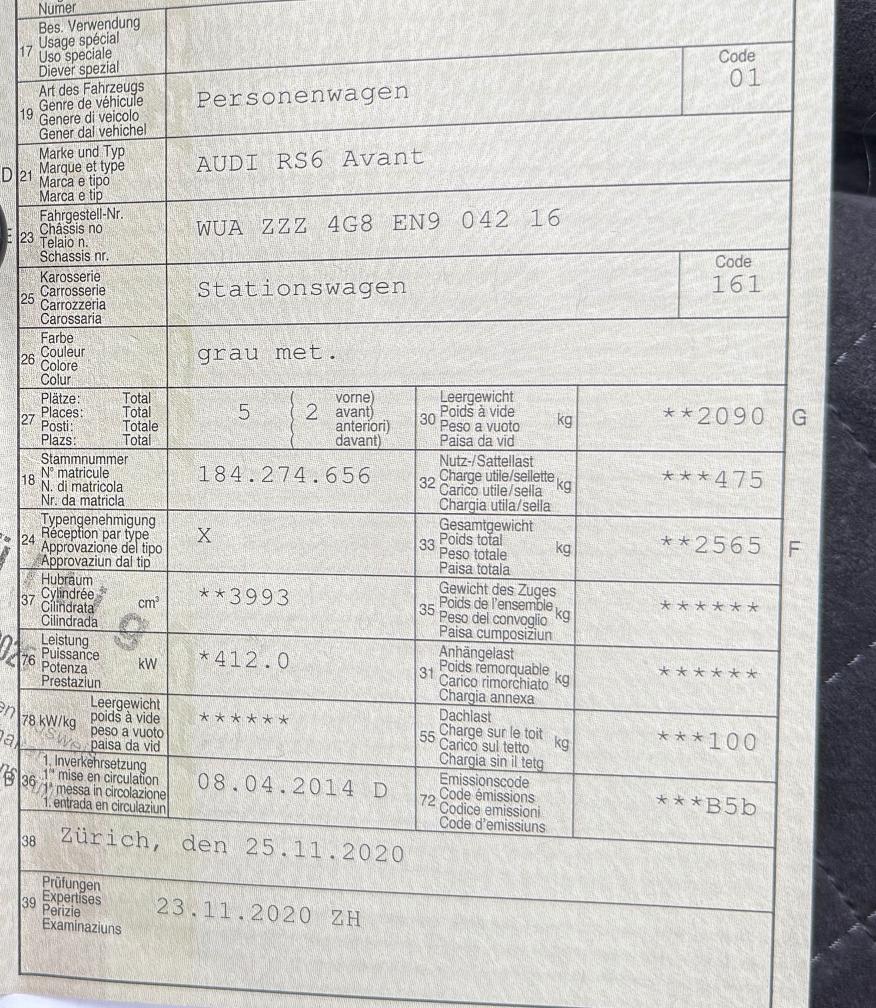 Numer
17 Bes. Verwendung
Usage spécial
Uso speciale
Diever spezial
19 Art des Fahrzeugs
Genre de véhicule
Genere di veicolo
Gener dal vehichel
Personenwagen
Code
01
D 21 Marke und Typ
Marque et type
Marca e tipo
Marca e tip
AUDI RS6 Avant
E 23 Fahrgestell-Nr.
Châssis no
Telaio n.
Schassis nr.
WUA ZZZ 4G8 EN9 042 16
25 Karosserie
Carrosserie
Carrozzeria
Carossaria
Stationswagen
Code
161
26 Farbe
Couleur
Colore
Colur
grau met.
27 Plätze: Total
Places: Total
Posti: Totale
Plazs: Total
5 ( 2 vorne)
avant)
anteriori)
davant)
30 Leergewicht
Poids à vide
Peso a vuoto
Paisa da vid
kg
**2090 G
18 Stammnummer
N° matricule
N. di matricola
Nr. da matricla
184.274.656
32 Nutz-/Sattellast
Charge utile/sellette
Carico utile/sella
Chargia utila/sella
kg
***475
24 Typengenehmigung
Réception par type
Approvazione del tipo
Approvaziun dal tip
X
33 Gesamtgewicht
Poids total
Peso totale
Paisa totala
kg
**2565 F
37 Hubraum
Cylindrée
Cilindrata
Cilindrada
cm³
**3993
35 Gewicht des Zuges
Poids de l'ensemble
Peso del convoglio
Paisa cumposiziun
kg
******
76 Leistung
Puissance
Potenza
Prestaziun
kW
*412.0
31 Anhängelast
Poids remorquable
Carico rimorchiato
Chargia annexa
kg
******
78 kW/kg Leergewicht
poids à vide
peso a vuoto
paisa da vid
******
55 Dachlast
Charge sur le toit
Carico sul tetto
Chargia sin il tetg
kg
***100
B 36 1. Inverkehrsetzung
1re mise en circulation
1a messa in circolazione
1. entrada en circulaziun
08.04.2014 D
72 Emissionscode
Code émissions
Codice emissioni
Code d'emissiuns
***B5b
38 Zürich, den 25.11.2020
39 Prüfungen
Expertises
Perizie
Examinaziuns
23.11.2020 ZH